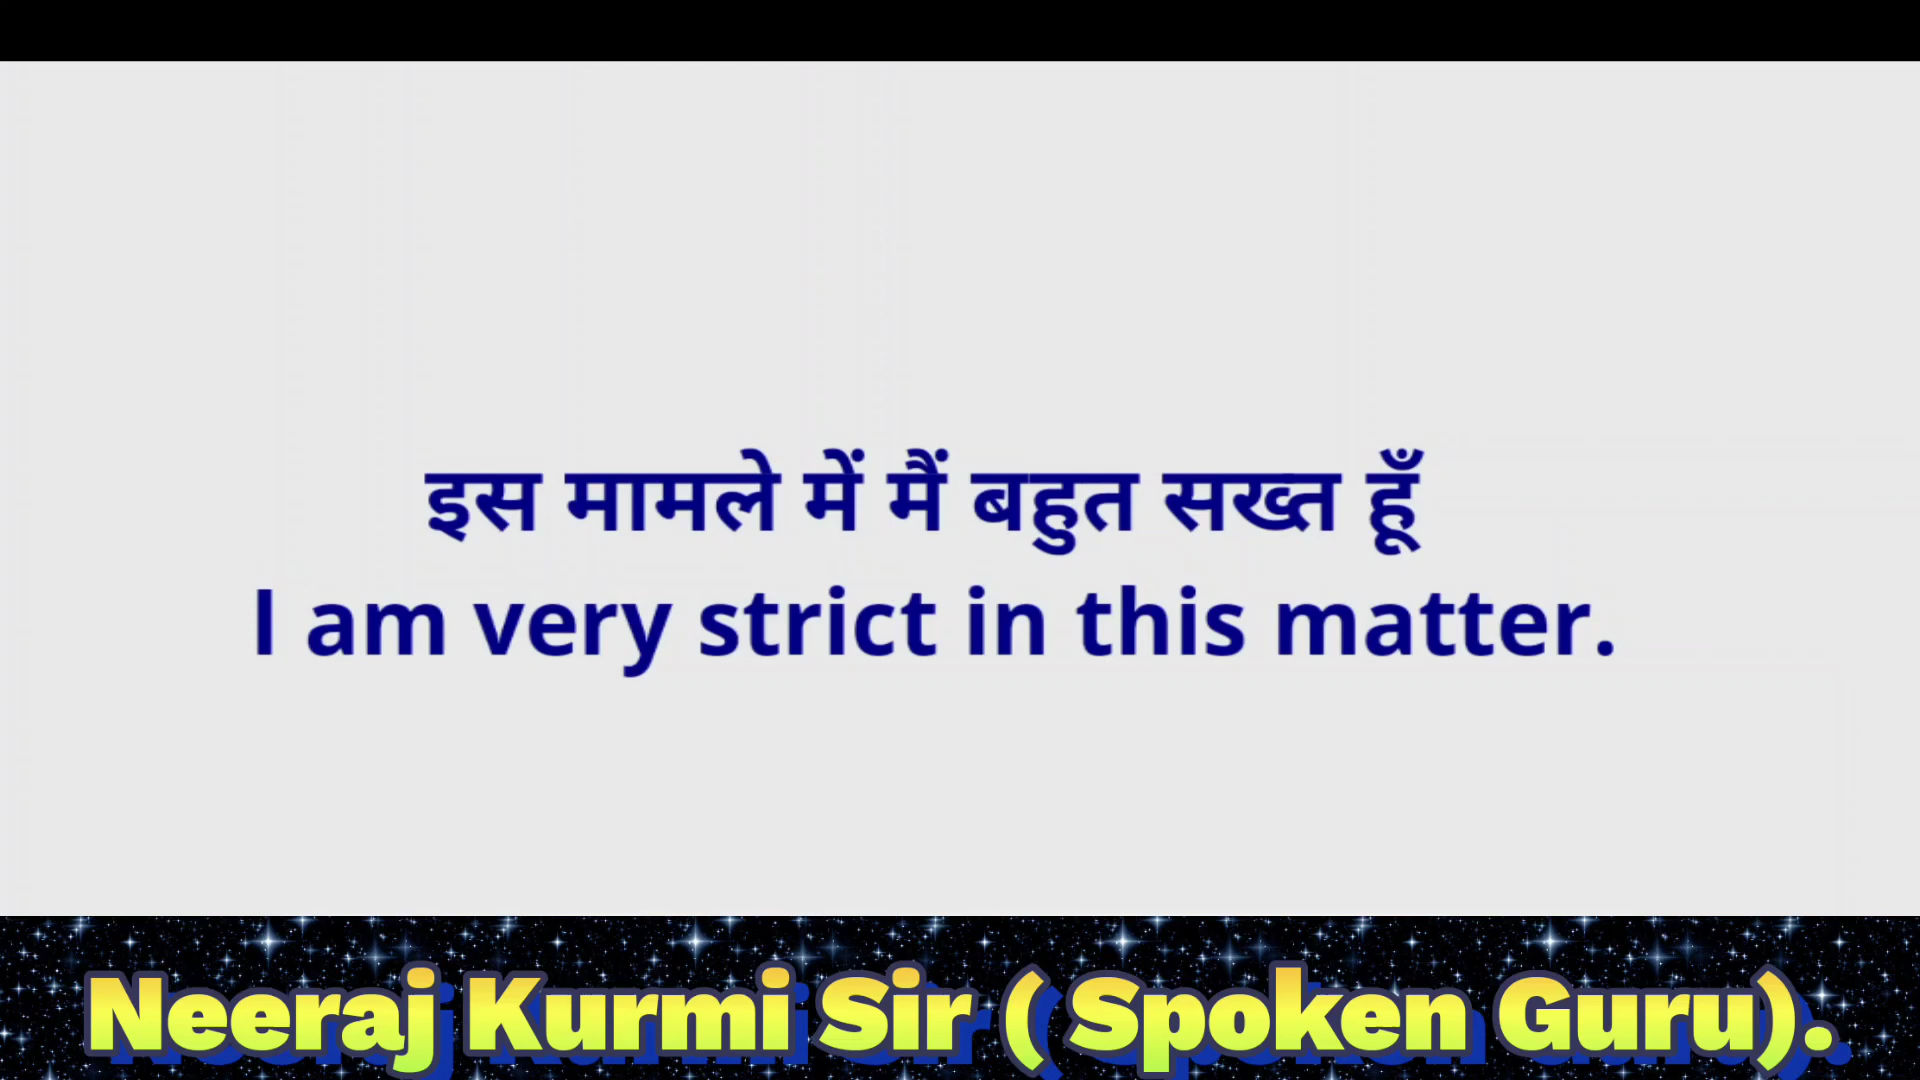 इस मामले में मैं बहुत सख्त हूँ
I am very strict in this matter.
Neeraj Kurmi Sir ( Spoken Guru).